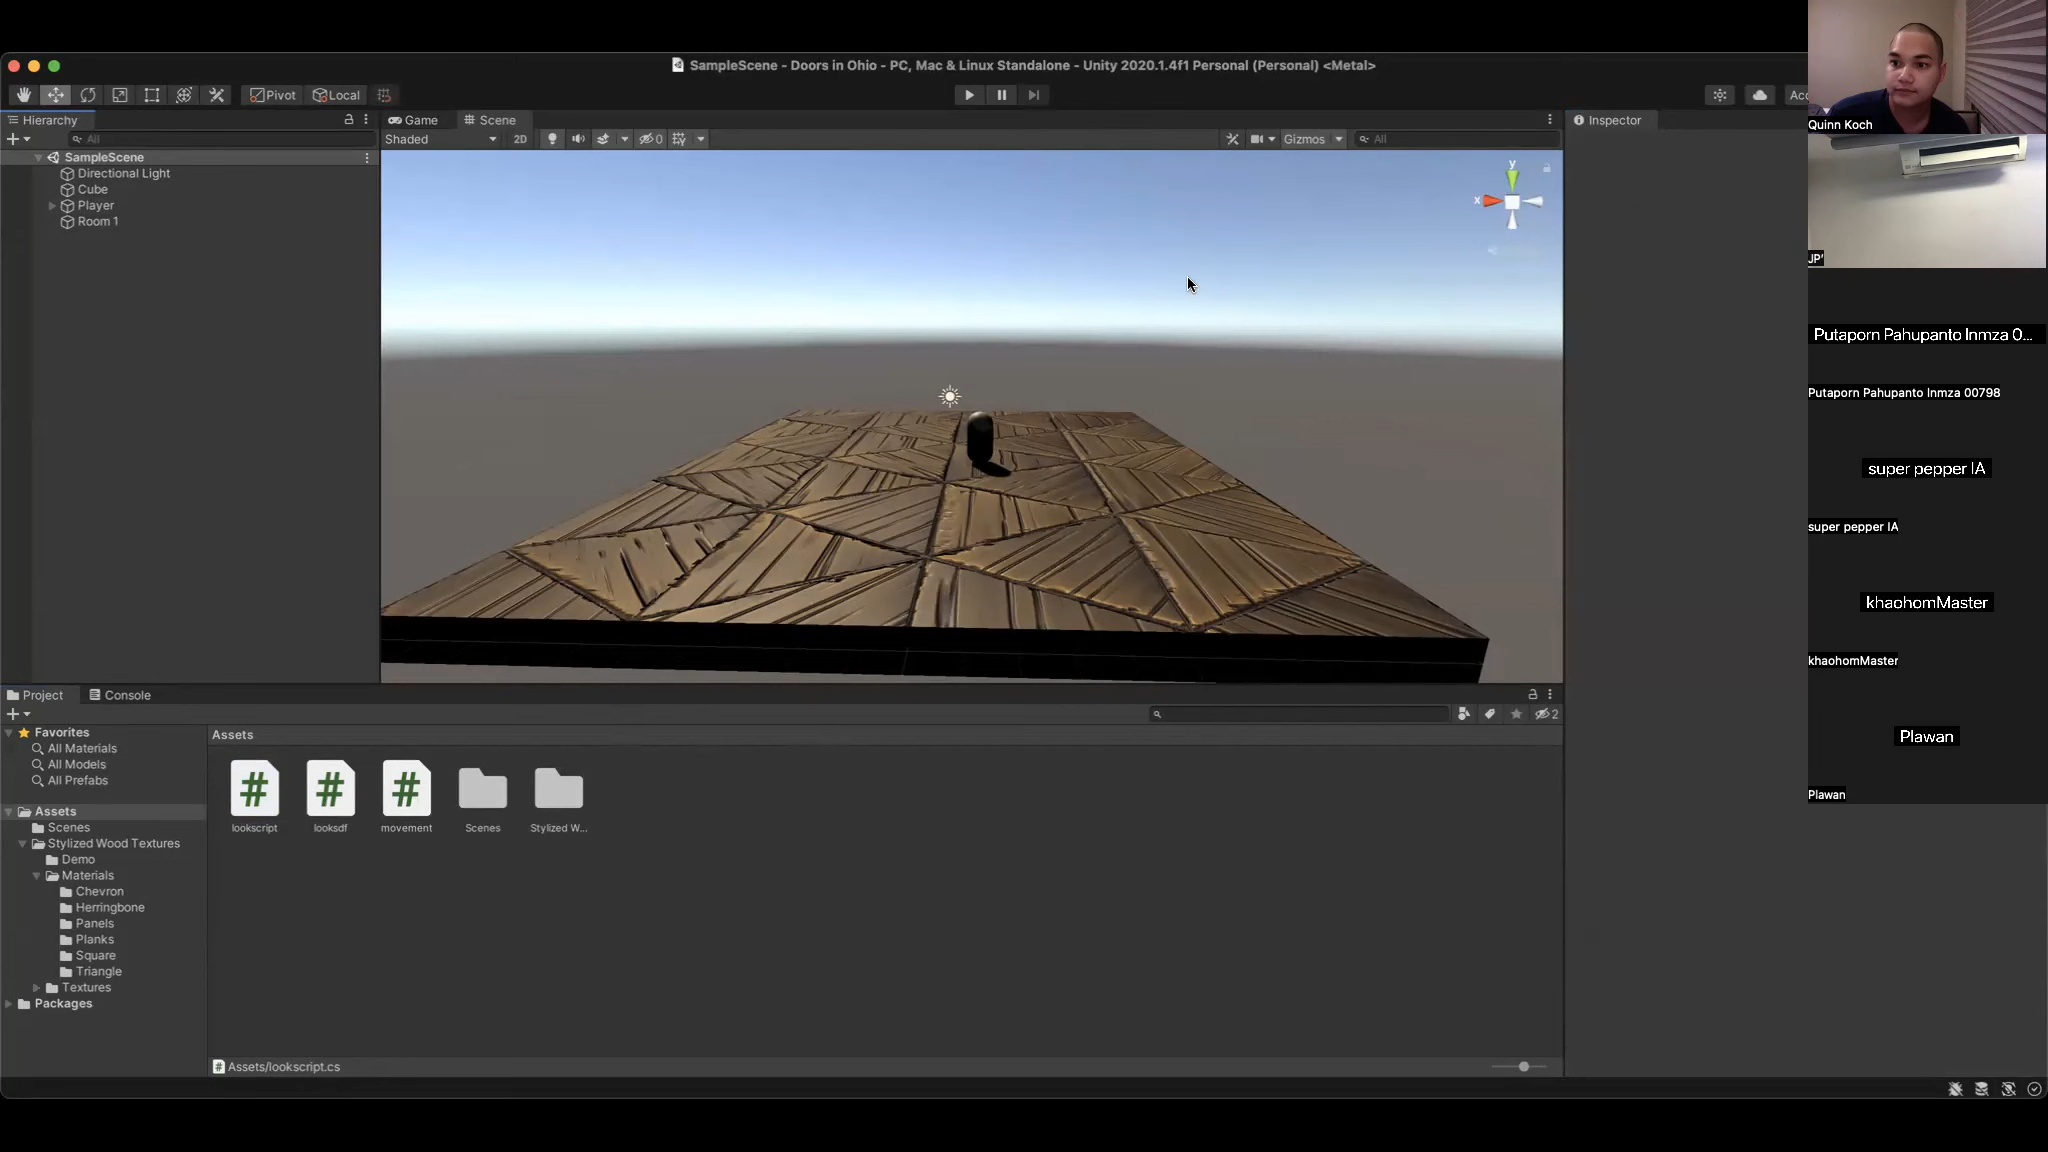 SampleScene - Doors in Ohio - PC, Mac & Linux Standalone - Unity 2020.1.4f1 Personal (Personal) <Metal>
Pivot
Local
Hierarchy
All
SampleScene
Directional Light
Cube
Player
Room 1
Game
Scene
Shaded
2D
0
Gizmos
All
y
x
Inspector
Quinn Koch
JP'
Putaporn Pahupanto Inmza 0...
Putaporn Pahupanto Inmza 00798
super pepper IA
super pepper IA
khaohomMaster
khaohomMaster
Plawan
Plawan
Project
Console
2
Favorites
All Materials
All Models
All Prefabs
Assets
Scenes
Stylized Wood Textures
Demo
Materials
Chevron
Herringbone
Panels
Planks
Square
Triangle
Textures
Packages
Assets
lookscript
looksdf
movement
Scenes
Stylized W...
Assets/lookscript.cs